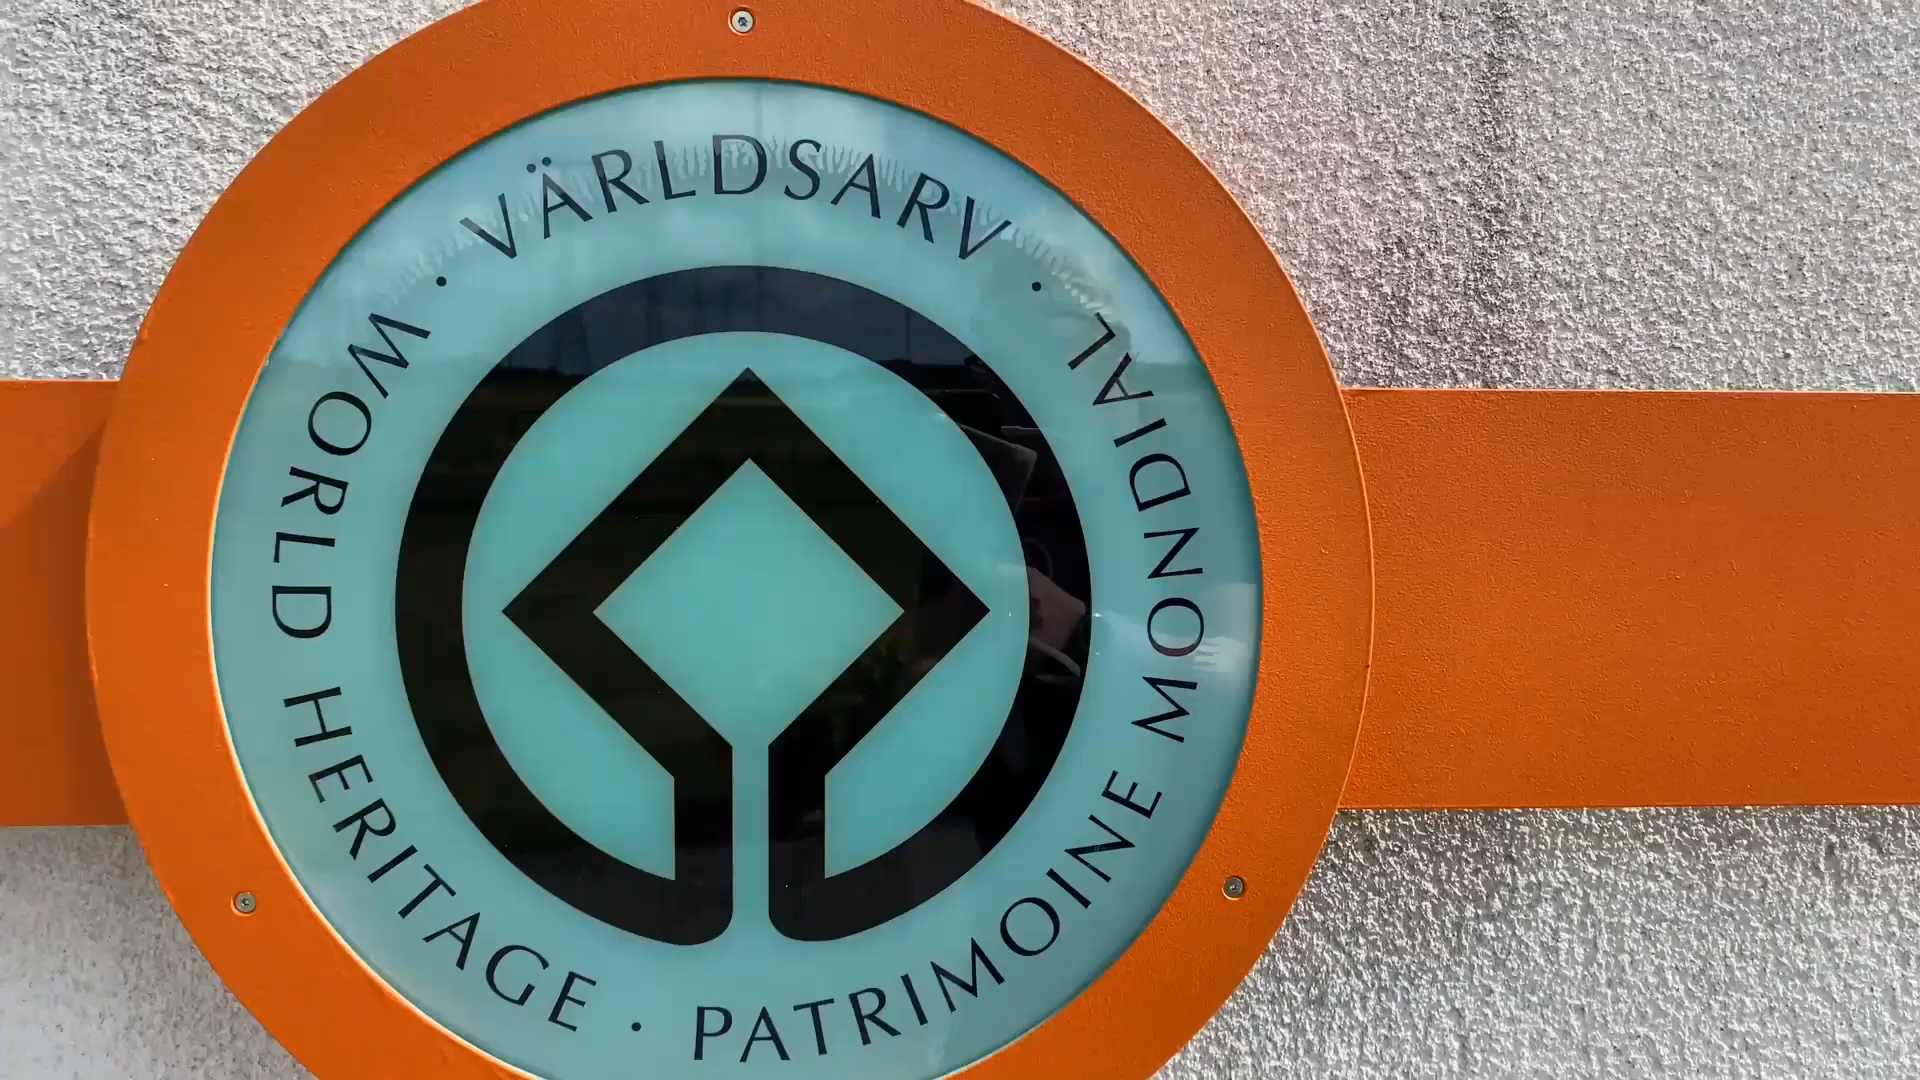 · VÄRLDSARV ·
WORLD HERITAGE ·
PATRIMOINE MONDIAL